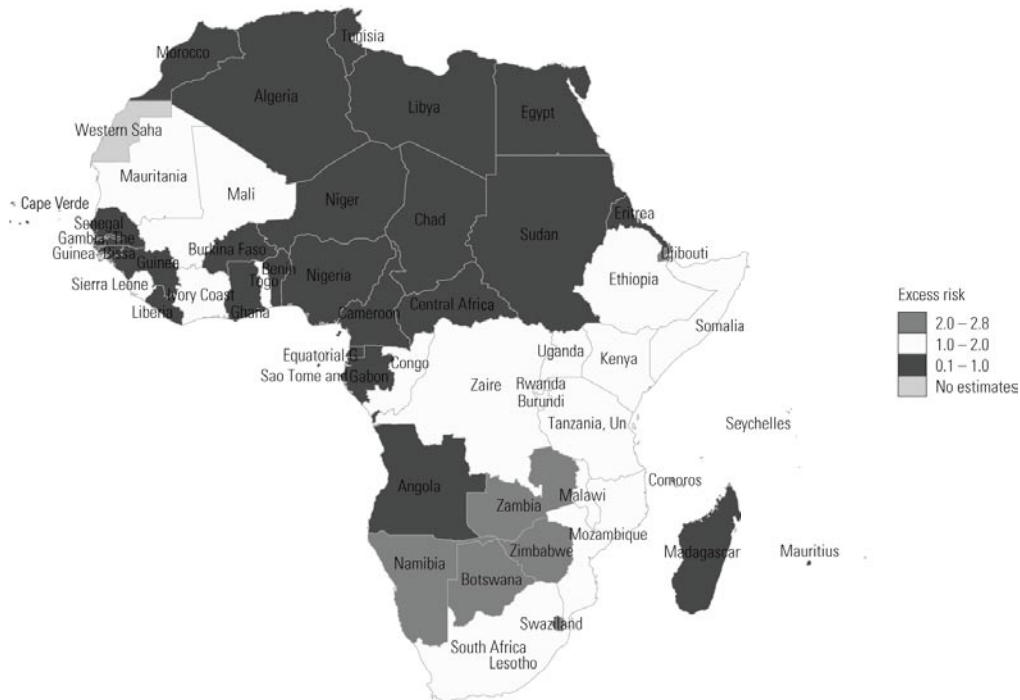 Tunisia
Morocco
Algeria
Libya
Egypt
Western Saha
Mauritania
Mali
Niger
Chad
Sudan
Eritrea
Cape Verde
Senegal
Gambia, The
Guinea-Bissa
Guinea
Burkina Faso
Benin
Togo
Nigeria
Djibouti
Ethiopia
Sierra Leone
Ivory Coast
Liberia
Ghana
Cameroon
Central Africa
Somalia
Excess risk
2.0 – 2.8
1.0 – 2.0
0.1 – 1.0
No estimates
Equatorial G
Sao Tome and
Gabon
Congo
Zaire
Uganda
Kenya
Rwanda
Burundi
Tanzania, Un
Seychelles
Angola
Zambia
Malawi
Comoros
Mozambique
Zimbabwe
Namibia
Botswana
Madagascar
Mauritius
Swaziland
South Africa
Lesotho